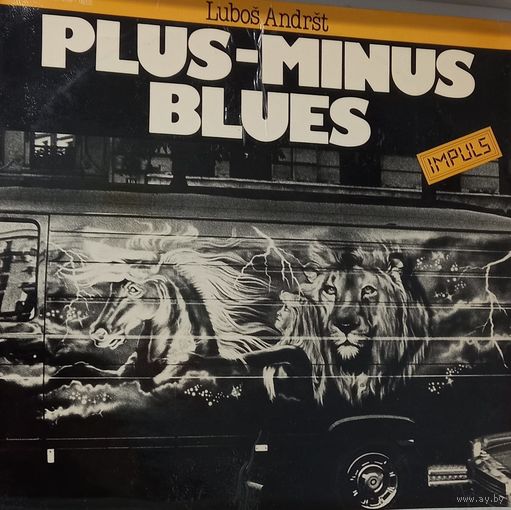 Luboš Andršt
PLUS-MINUS
BLUES
IMPULS
www.ay.by